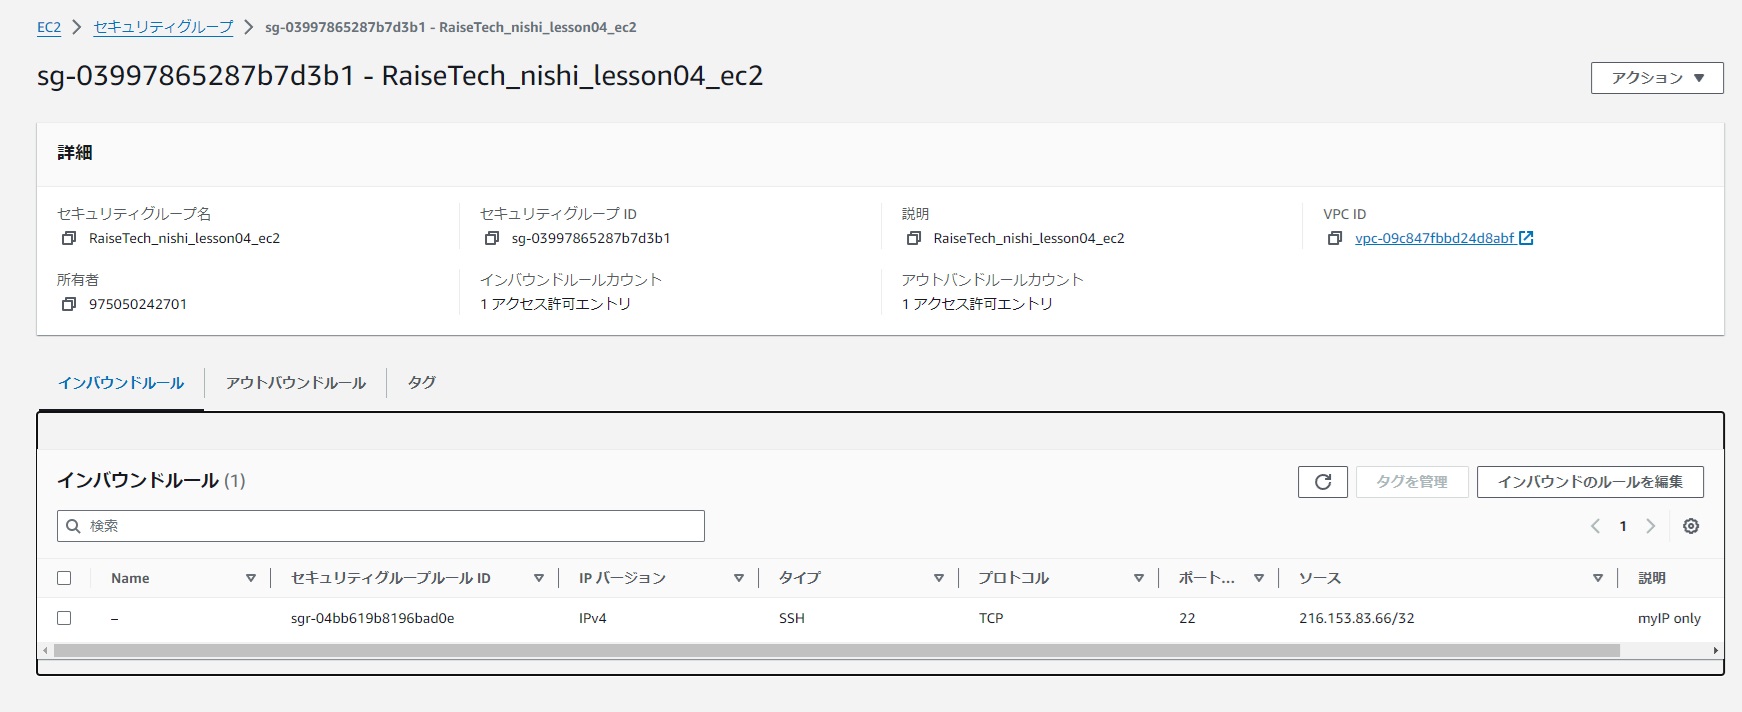 EC2 > セキュリティグループ > sg-03997865287b7d3b1 - RaiseTech_nishi_lesson04_ec2
sg-03997865287b7d3b1 - RaiseTech_nishi_lesson04_ec2
アクション ▼
詳細
セキュリティグループ名
RaiseTech_nishi_lesson04_ec2
セキュリティグループ ID
sg-03997865287b7d3b1
説明
RaiseTech_nishi_lesson04_ec2
VPC ID
vpc-09c847fbbd24d8abf
所有者
975050242701
インバウンドルールカウント
1 アクセス許可エントリ
アウトバンドルールカウント
1 アクセス許可エントリ
インバウンドルール アウトバウンドルール タグ
インバウンドルール (1)
タグを管理 インバウンドのルールを編集
検索
1
Name セキュリティグループルール ID IP バージョン タイプ プロトコル ポート... ソース 説明
– sgr-04bb619b8196bad0e IPv4 SSH TCP 22 216.153.83.66/32 myIP only